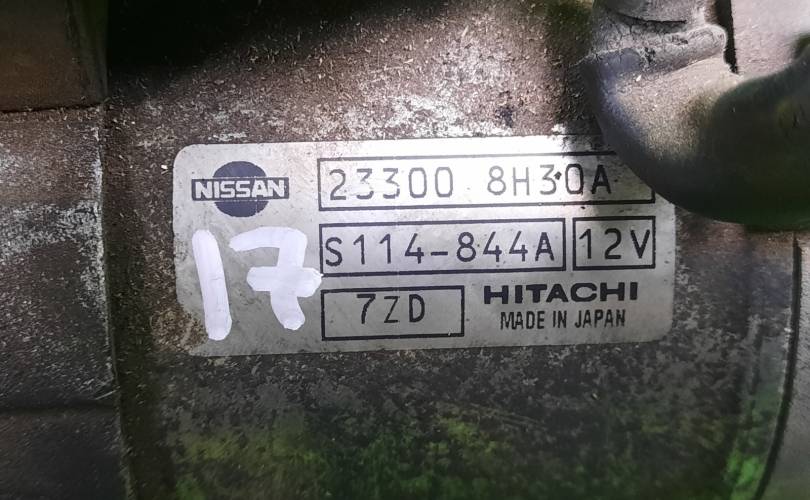 NISSAN 23300 8H30A
S114-844A 12V
17
7ZD HITACHI
MADE IN JAPAN